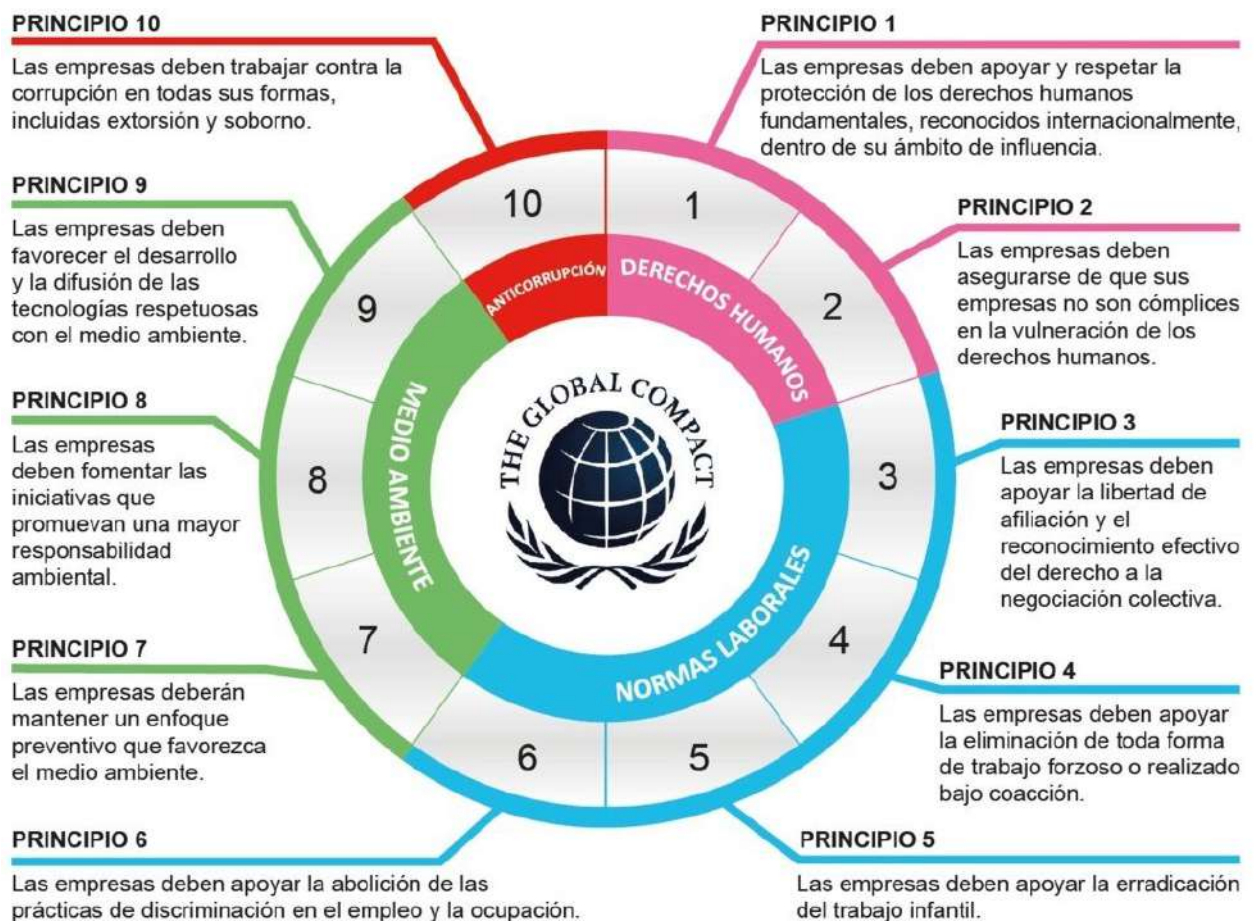 PRINCIPIO 10
Las empresas deben trabajar contra la
corrupción en todas sus formas,
incluidas extorsión y soborno.
PRINCIPIO 1
Las empresas deben apoyar y respetar la
protección de los derechos humanos
fundamentales, reconocidos internacionalmente,
dentro de su ámbito de influencia.
PRINCIPIO 9
Las empresas deben
favorecer el desarrollo
y la difusión de las
tecnologías respetuosas
con el medio ambiente.
PRINCIPIO 2
Las empresas deben
asegurarse de que sus
empresas no son cómplices
en la vulneración de los
derechos humanos.
PRINCIPIO 8
Las empresas
deben fomentar las
iniciativas que
promuevan una mayor
responsabilidad
ambiental.
PRINCIPIO 3
Las empresas deben
apoyar la libertad de
afiliación y el
reconocimiento efectivo
del derecho a la
negociación colectiva.
PRINCIPIO 7
Las empresas deberán
mantener un enfoque
preventivo que favorezca
el medio ambiente.
PRINCIPIO 4
Las empresas deben apoyar
la eliminación de toda forma
de trabajo forzoso o realizado
bajo coacción.
PRINCIPIO 6
Las empresas deben apoyar la abolición de las
prácticas de discriminación en el empleo y la ocupación.
PRINCIPIO 5
Las empresas deben apoyar la erradicación
del trabajo infantil.
10
1
2
3
4
5
6
7
8
9
ANTICORRUPCIÓN
DERECHOS HUMANOS
NORMAS LABORALES
MEDIO AMBIENTE
THE GLOBAL COMPACT